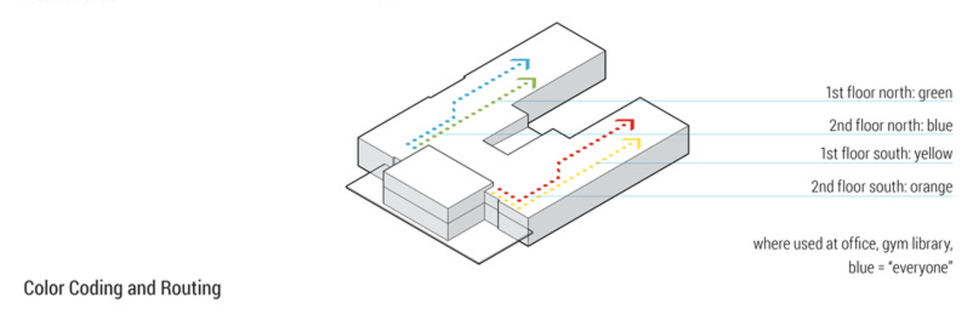 1st floor north: green
2nd floor north: blue
1st floor south: yellow
2nd floor south: orange
where used at office, gym library,
blue = “everyone”
Color Coding and Routing